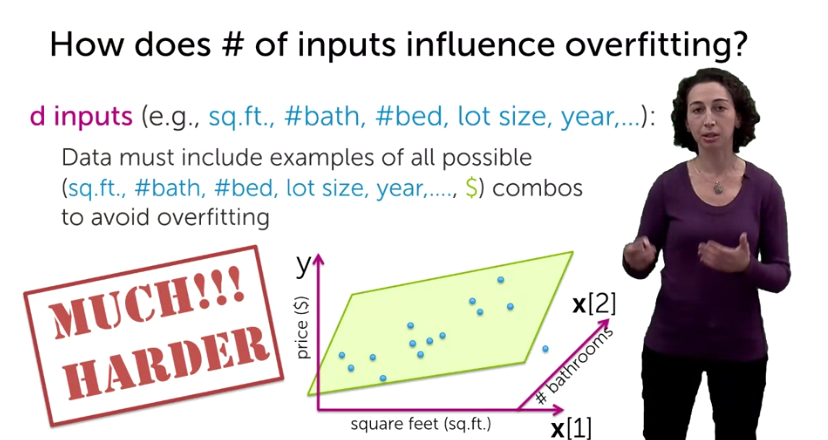 How does # of inputs influence overfitting?
d inputs (e.g., sq.ft., #bath, #bed, lot size, year,...):
Data must include examples of all possible
(sq.ft., #bath, #bed, lot size, year,...., $) combos
to avoid overfitting
MUCH!!!
HARDER
y
price ($)
x[2]
# bathrooms
square feet (sq.ft.)
x[1]